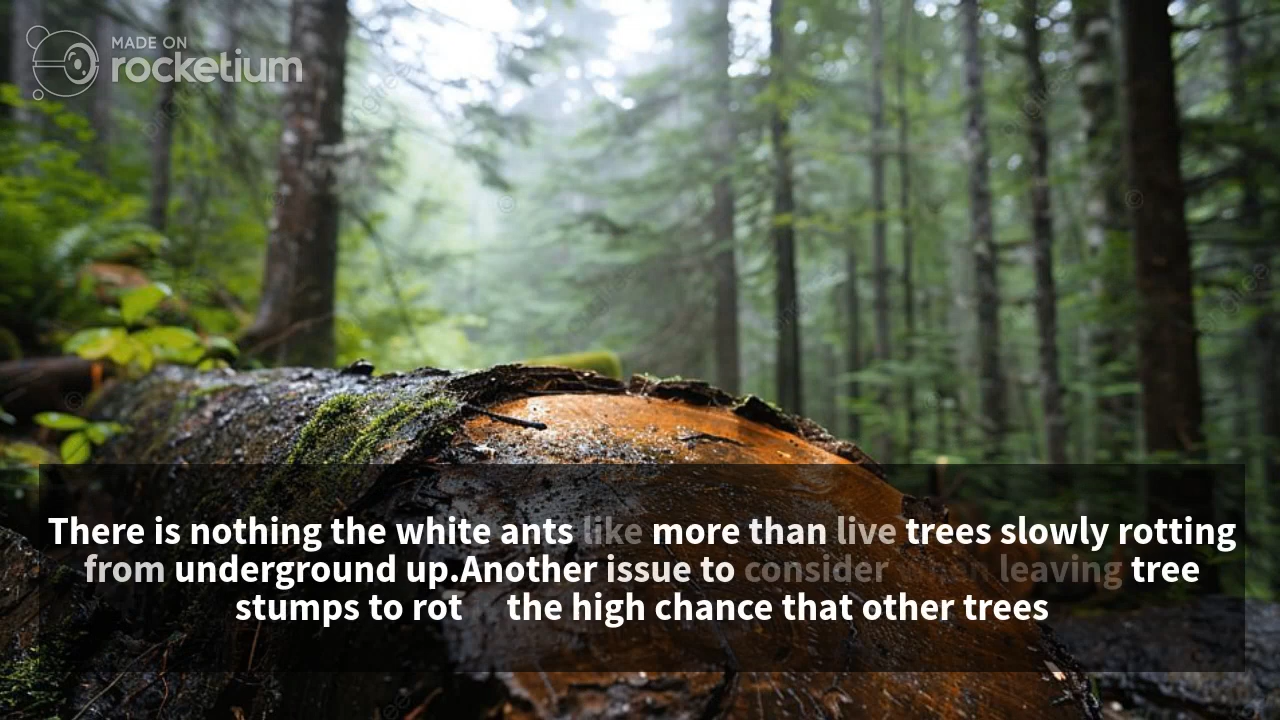 MADE ON
rocketium
There is nothing the white ants like more than live trees slowly rotting
from underground up.Another issue to consider when leaving tree
stumps to rot the high chance that other trees